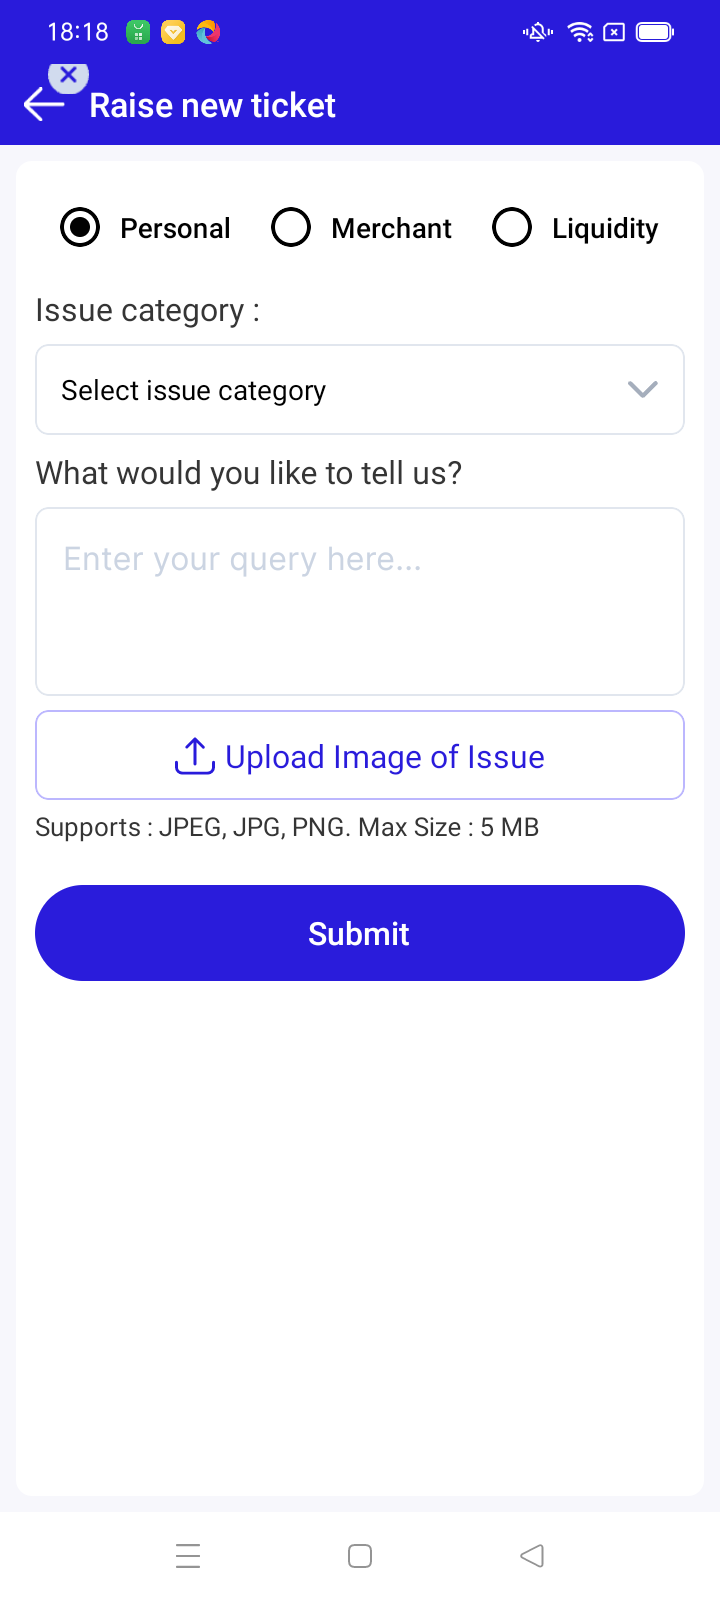 18:18
Raise new ticket
Personal Merchant Liquidity
Issue category :
Select issue category
What would you like to tell us?
Enter your query here...
Upload Image of Issue
Supports : JPEG, JPG, PNG. Max Size : 5 MB
Submit